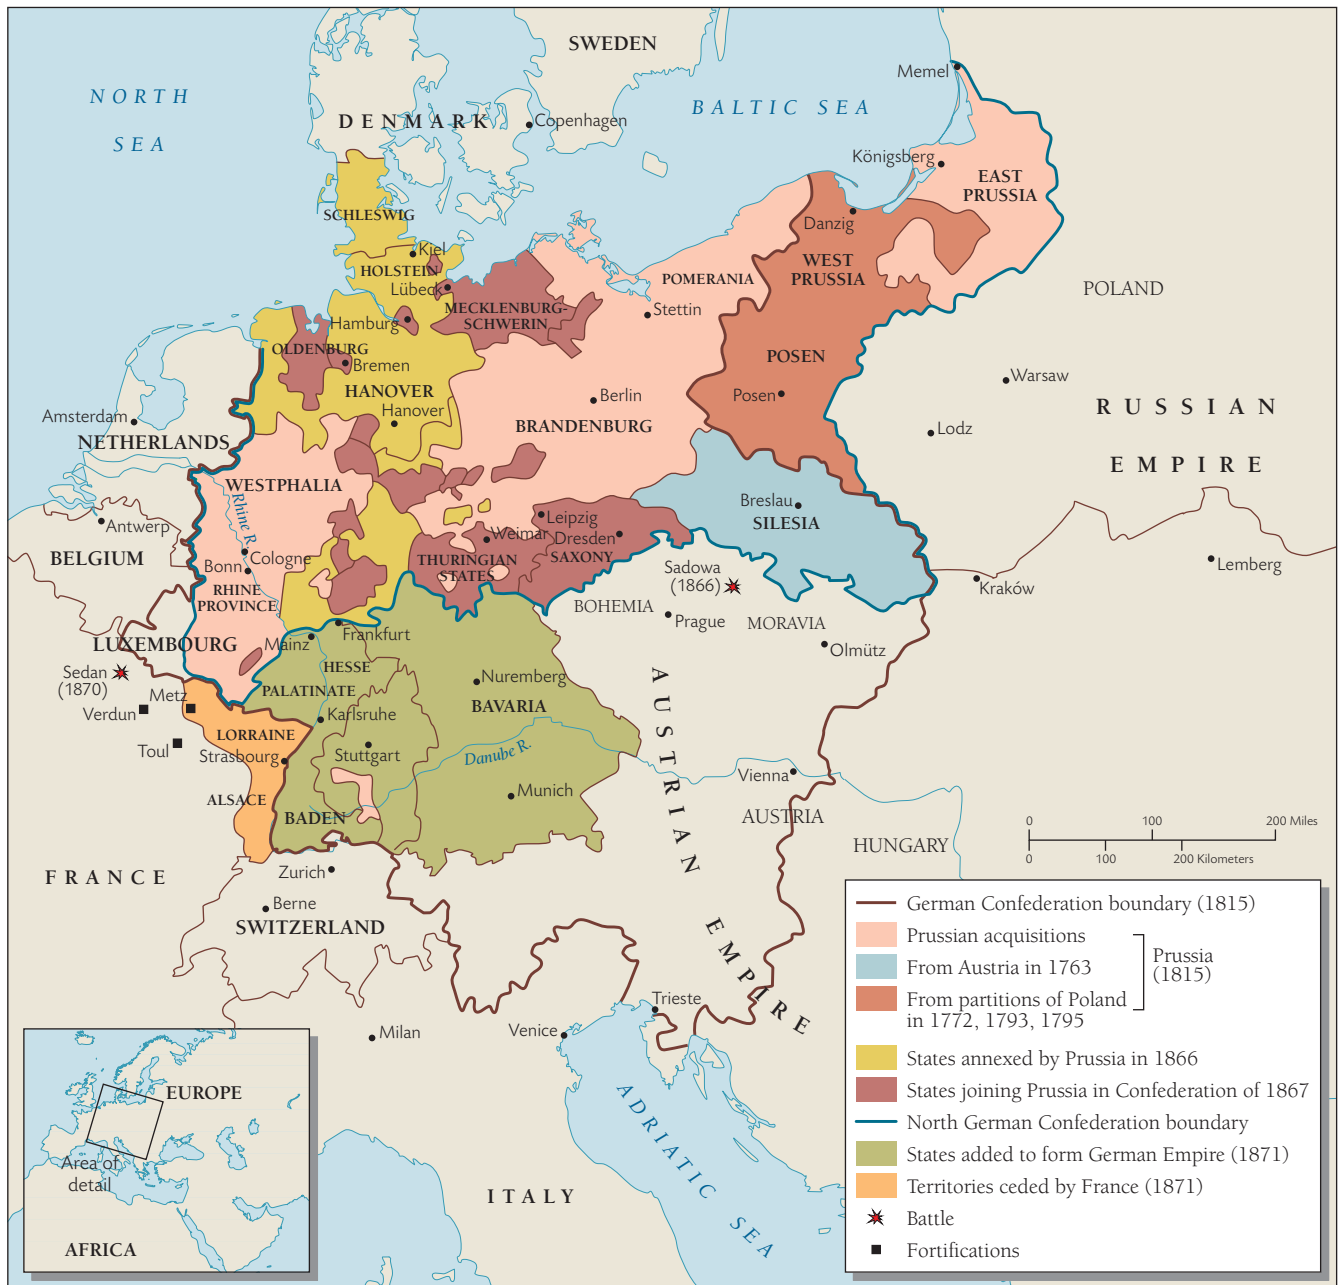 SWEDEN
NORTH
SEA
DENMARK
Copenhagen
BALTIC SEA
Memel
Königsberg
EAST
PRUSSIA
SCHLESWIG
Danzig
Kiel
HOLSTEIN
Lübeck
POMERANIA
WEST
PRUSSIA
POLAND
MECKLENBURG-
SCHWERIN
Stettin
Hamburg
OLDENBURG
Bremen
POSEN
Warsaw
HANOVER
Hanover
Berlin
Posen
RUSSIAN
EMPIRE
Amsterdam
NETHERLANDS
BRANDENBURG
Lodz
WESTPHALIA
Rhine R.
Antwerp
BELGIUM
Breslau
SILESIA
Leipzig
Weimar
Dresden
SAXONY
THURINGIAN
STATES
Cologne
Bonn
RHINE
PROVINCE
Sadowa
(1866)
BOHEMIA
Prague
MORAVIA
Olmütz
Kraków
Lemberg
LUXEMBOURG
Mainz
Frankfurt
HESSE
Sedan
(1870)
Metz
Verdun
PALATINATE
Nuremberg
BAVARIA
Karlsruhe
LORRAINE
Toul
Strasbourg
Stuttgart
Danube R.
Munich
ALSACE
BADEN
AUSTRIAN EMPIRE
Vienna
AUSTRIA
HUNGARY
FRANCE
Zurich
Berne
SWITZERLAND
Milan
Venice
Trieste
ADRIATIC SEA
ITALY
0 100 200 Miles
0 100 200 Kilometers
German Confederation boundary (1815)
Prussian acquisitions
From Austria in 1763
From partitions of Poland
in 1772, 1793, 1795
Prussia
(1815)
States annexed by Prussia in 1866
States joining Prussia in Confederation of 1867
North German Confederation boundary
States added to form German Empire (1871)
Territories ceded by France (1871)
Battle
Fortifications
EUROPE
Area of
detail
AFRICA